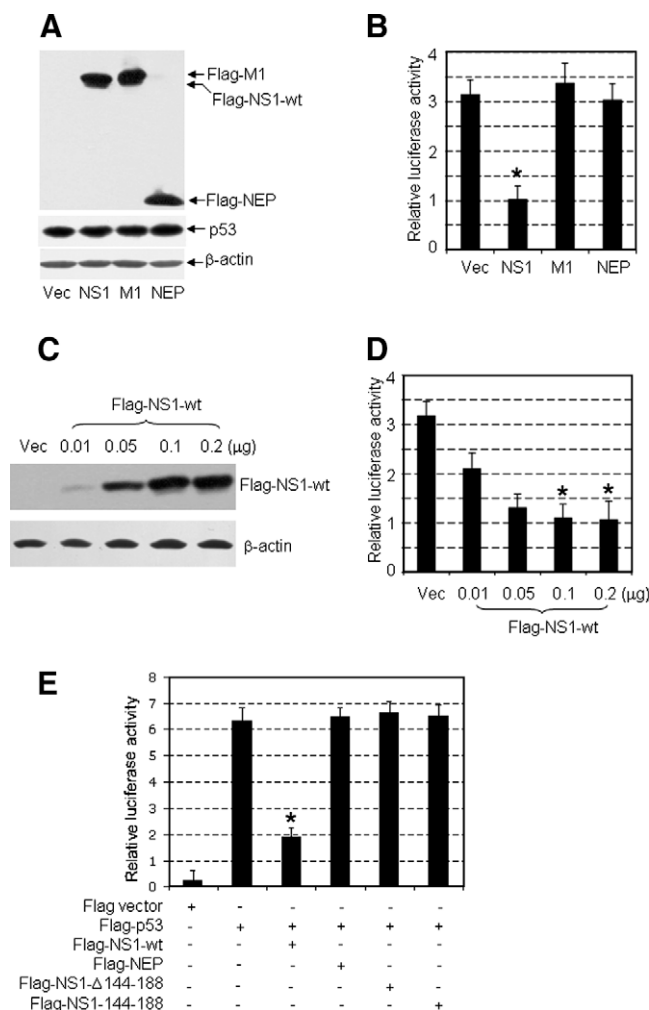 A
Flag-M1
Flag-NS1-wt
Flag-NEP
p53
β-actin
Vec NS1 M1 NEP
B
Relative luciferase activity
4
3
2
1
0
*
Vec NS1 M1 NEP
C
Flag-NS1-wt
Vec 0.01 0.05 0.1 0.2 (μg)
Flag-NS1-wt
β-actin
D
Relative luciferase activity
4
3
2
1
0
* *
Vec 0.01 0.05 0.1 0.2 (μg)
Flag-NS1-wt
E
Relative luciferase activity
8
7
6
5
4
3
2
1
0
*
Flag vector + - - - - -
Flag-p53 - + + + + +
Flag-NS1-wt - - + - - -
Flag-NEP - - - + - -
Flag-NS1-Δ144-188 - - - - + -
Flag-NS1-144-188 - - - - - +